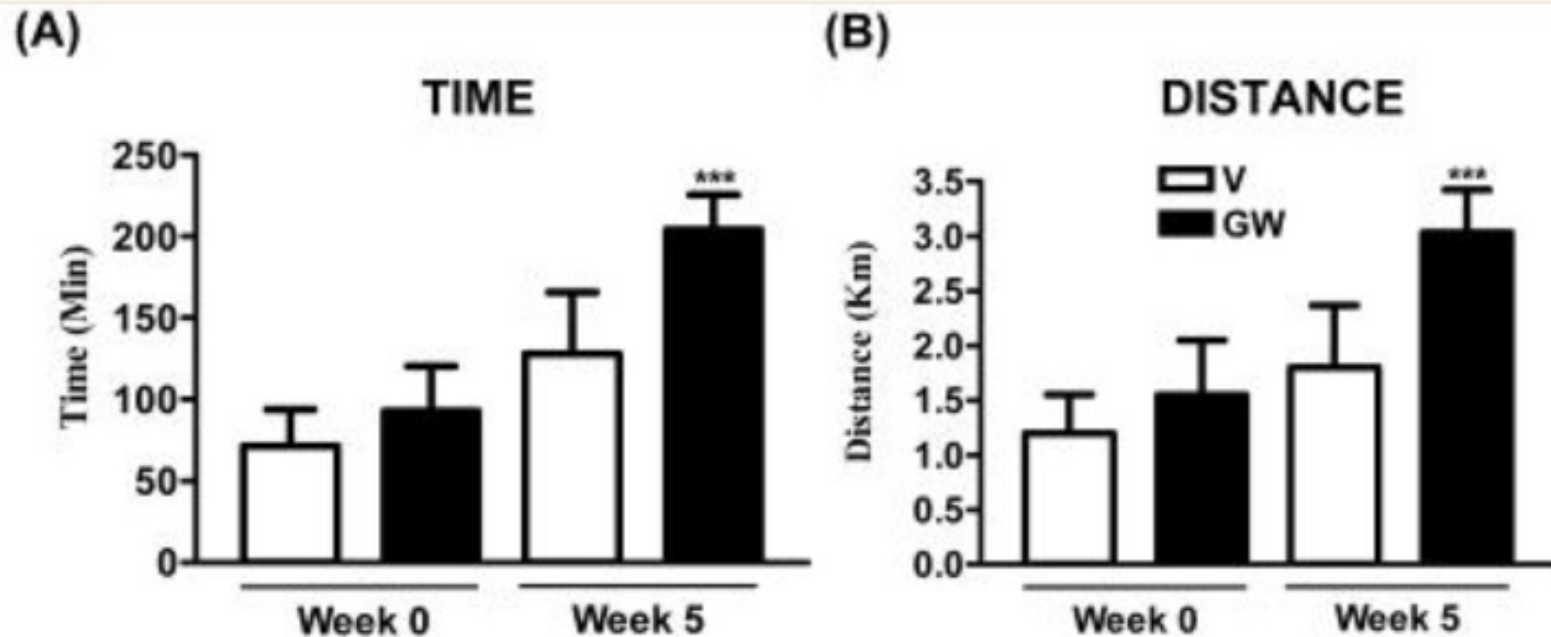 (A)
TIME
Time (Min)
250
200
150
100
50
0
***
Week 0
Week 5
(B)
DISTANCE
Distance (Km)
3.5
3.0
2.5
2.0
1.5
1.0
0.5
0.0
V
GW
***
Week 0
Week 5